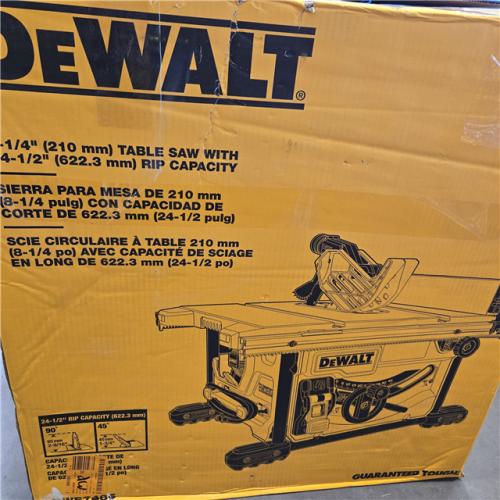 DEWALT®
-1/4" (210 mm) TABLE SAW WITH
4-1/2" (622.3 mm) RIP CAPACITY
SIERRA PARA MESA DE 210 mm
(8-1/4 pulg) CON CAPACIDAD DE
CORTE DE 622.3 mm (24-1/2 pulg)
SCIE CIRCULAIRE À TABLE 210 mm
(8-1/4 po) AVEC CAPACITÉ DE SCIAGE
EN LONG DE 622.3 mm (24-1/2 po)
DEWALT
24-1/2" RIP CAPACITY (622.3 mm)
90° 45°
GUARANTEED TOUGH